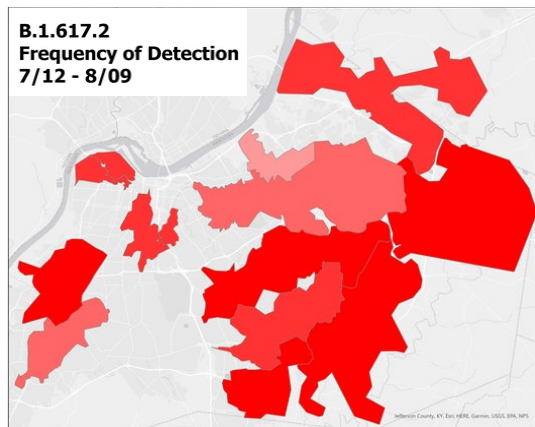 B.1.617.2
Frequency of Detection
7/12 - 8/09
Jefferson County, KY, Esri, HERE, Garmin, USGS, EPA, NPS